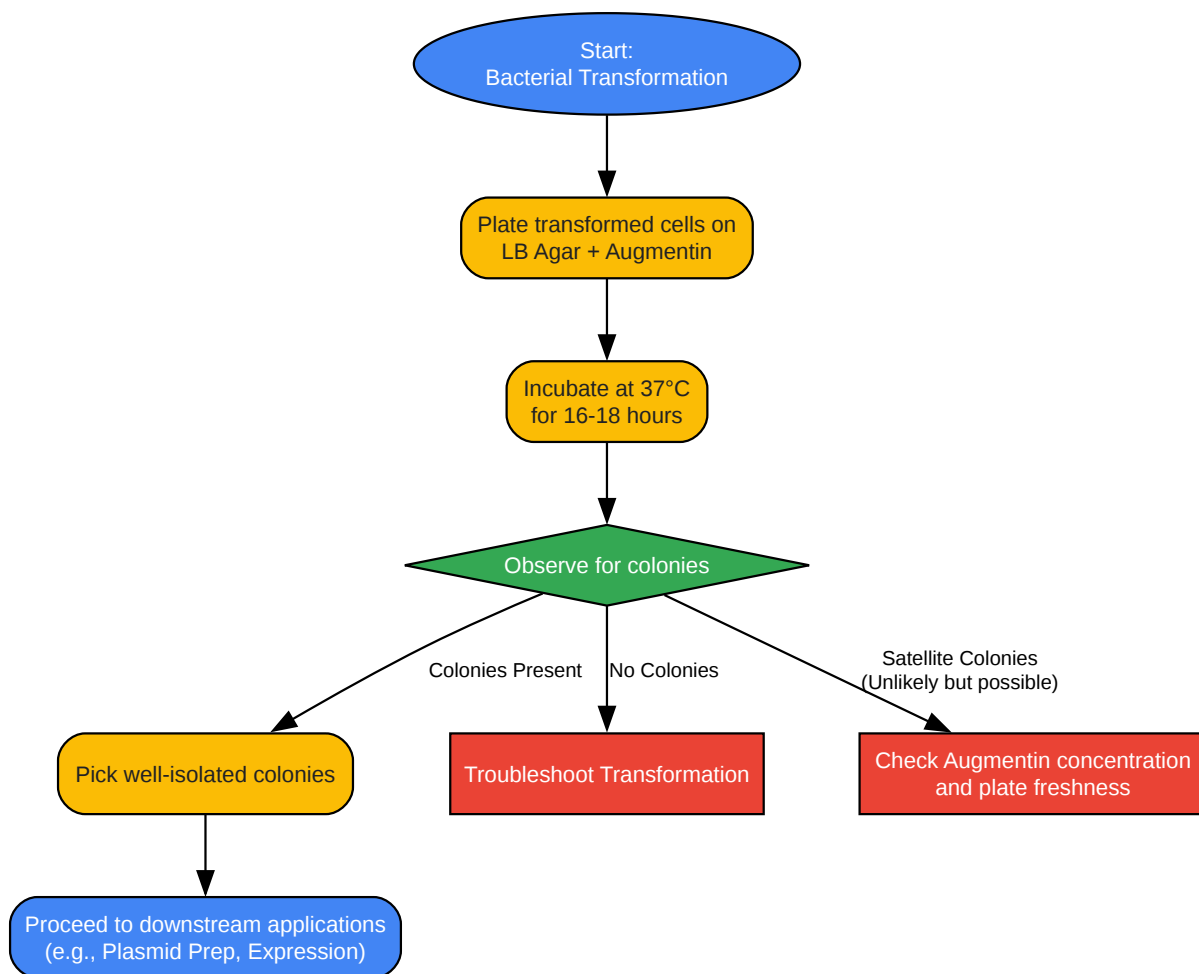 Start:
Bacterial Transformation
Plate transformed cells on
LB Agar + Augmentin
Incubate at 37°C
for 16-18 hours
Observe for colonies
Colonies Present
No Colonies
Satellite Colonies
(Unlikely but possible)
Pick well-isolated colonies
Troubleshoot Transformation
Check Augmentin concentration
and plate freshness
Proceed to downstream applications
(e.g., Plasmid Prep, Expression)